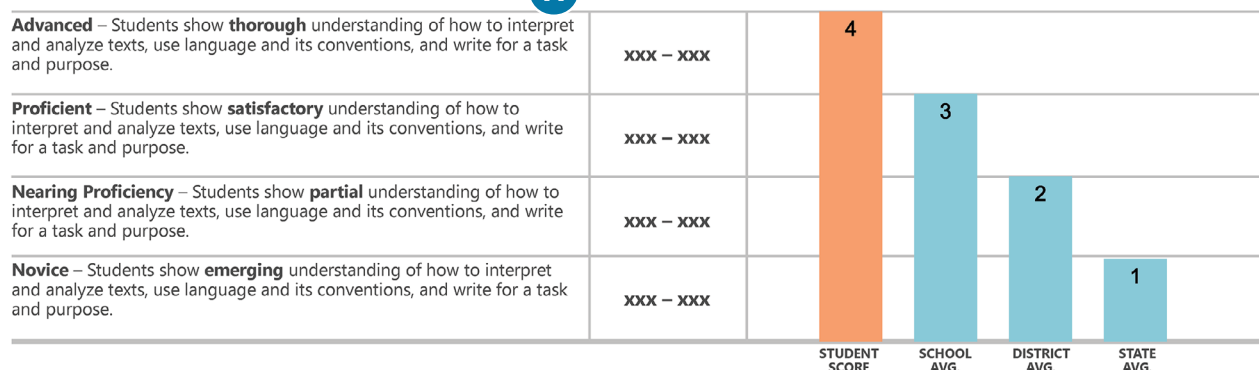 Advanced – Students show thorough understanding of how to interpret
and analyze texts, use language and its conventions, and write for a task
and purpose.
xxx – xxx
Proficient – Students show satisfactory understanding of how to
interpret and analyze texts, use language and its conventions, and write
for a task and purpose.
xxx – xxx
Nearing Proficiency – Students show partial understanding of how to
interpret and analyze texts, use language and its conventions, and write
for a task and purpose.
xxx – xxx
Novice – Students show emerging understanding of how to interpret
and analyze texts, use language and its conventions, and write for a task
and purpose.
xxx – xxx
4
3
2
1
STUDENT
SCORE
SCHOOL
AVG
DISTRICT
AVG
STATE
AVG